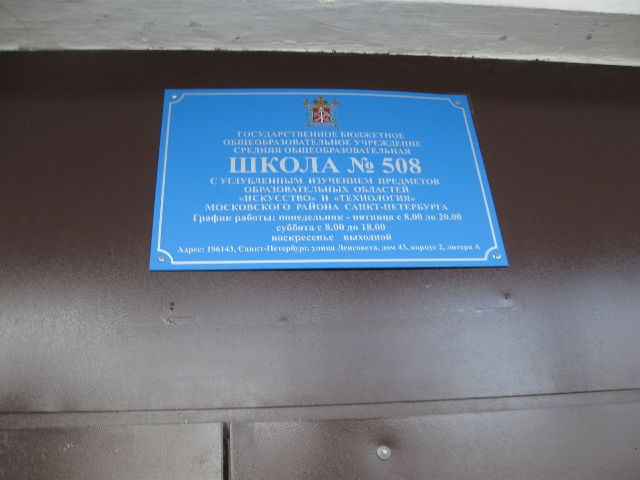 ГОСУДАРСТВЕННОЕ БЮДЖЕТНОЕ
ОБЩЕОБРАЗОВАТЕЛЬНОЕ УЧРЕЖДЕНИЕ
СРЕДНЯЯ ОБЩЕОБРАЗОВАТЕЛЬНАЯ
ШКОЛА № 508
С УГЛУБЛЕННЫМ ИЗУЧЕНИЕМ ПРЕДМЕТОВ
ОБРАЗОВАТЕЛЬНЫХ ОБЛАСТЕЙ
«ИСКУССТВО» И «ТЕХНОЛОГИЯ»
МОСКОВСКОГО РАЙОНА САНКТ-ПЕТЕРБУРГА
График работы: понедельник - пятница с 8.00 до 20.00
суббота с 8.00 до 18.00
воскресенье выходной
Адрес: 196143, Санкт-Петербург, улица Ленсовета, дом 43, корпус 2, литера А